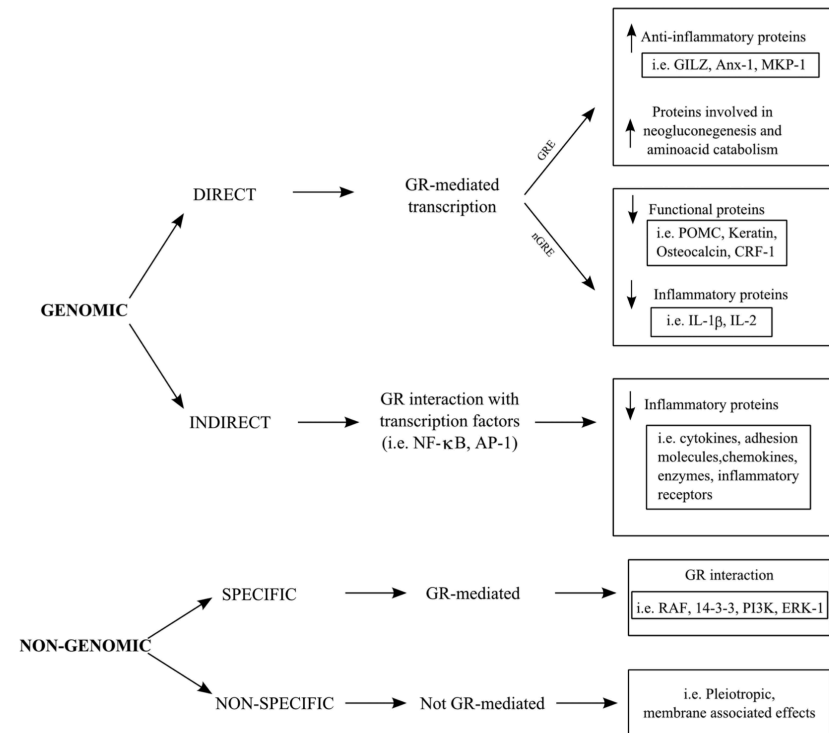 Anti-inflammatory proteins
i.e. GILZ, Anx-1, MKP-1
Proteins involved in
neogluconegenesis and
aminoacid catabolism
GRE
DIRECT
GR-mediated
transcription
nGRE
Functional proteins
i.e. POMC, Keratin,
Osteocalcin, CRF-1
Inflammatory proteins
i.e. IL-1β, IL-2
GENOMIC
INDIRECT
GR interaction with
transcription factors
(i.e. NF-κB, AP-1)
Inflammatory proteins
i.e. cytokines, adhesion
molecules,chemokines,
enzymes, inflammatory
receptors
SPECIFIC
GR-mediated
GR interaction
i.e. RAF, 14-3-3, PI3K, ERK-1
NON-GENOMIC
NON-SPECIFIC
Not GR-mediated
i.e. Pleiotropic,
membrane associated effects